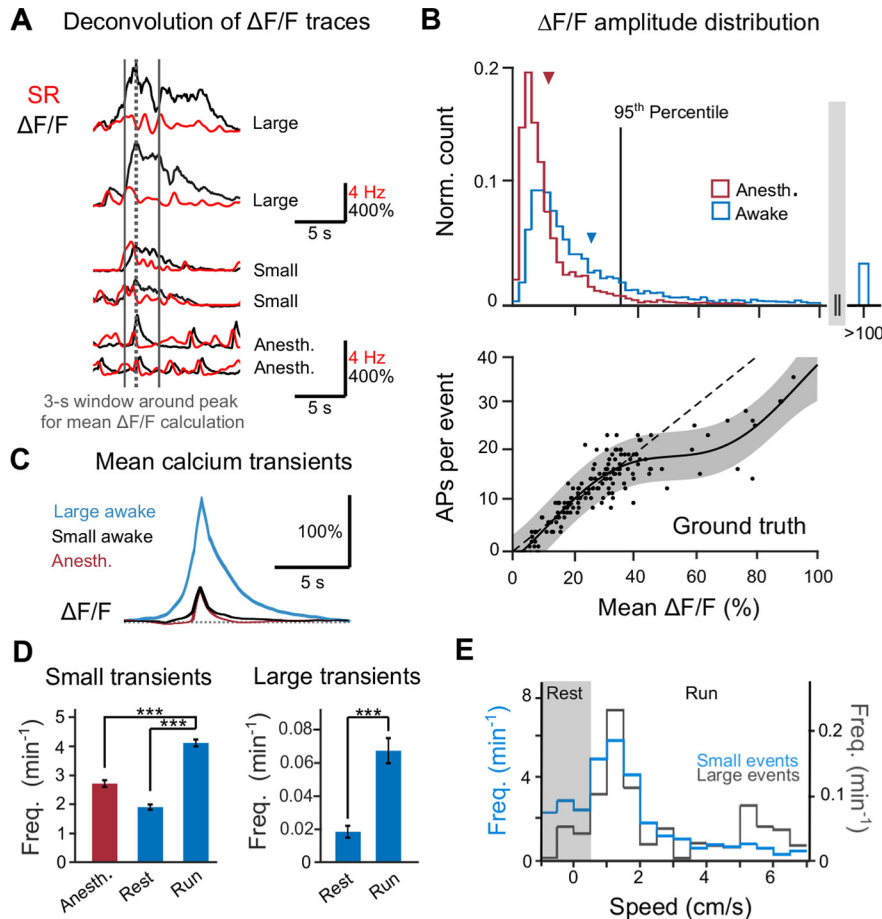 A
Deconvolution of ΔF/F traces
SR
ΔF/F
Large
Large
4 Hz
400%
5 s
Small
Small
Anesth.
Anesth.
4 Hz
400%
5 s
3-s window around peak
for mean ΔF/F calculation
B
ΔF/F amplitude distribution
0.2
0.1
0
Norm. count
95th Percentile
Anesth.
Awake
>100
40
30
20
10
0
APs per event
Ground truth
0 20 40 60 80 100
Mean ΔF/F (%)
C
Mean calcium transients
Large awake
Small awake
Anesth.
100%
5 s
ΔF/F
D
Small transients
Freq. (min-1)
5
4
3
2
1
0
***
***
Anesth. Rest Run
Large transients
Freq. (min-1)
0.08
0.06
0.04
0.02
0
***
Rest Run
E
Freq. (min-1)
8
4
0
Rest
Run
Small events
Large events
0.2
0.1
0
Freq. (min-1)
0 2 4 6
Speed (cm/s)